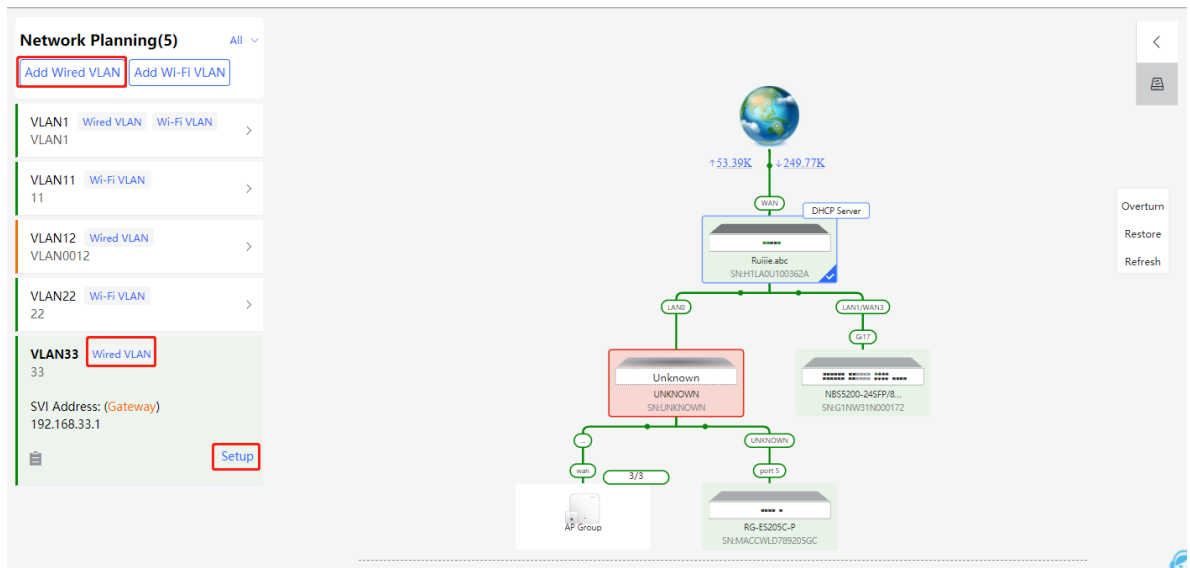 Network Planning(5) All
Add Wired VLAN Add Wi-Fi VLAN
VLAN1 Wired VLAN Wi-Fi VLAN
VLAN1
VLAN11 Wi-Fi VLAN
11
VLAN12 Wired VLAN
VLAN0012
VLAN22 Wi-Fi VLAN
22
VLAN33 Wired VLAN
33
SVI Address: (Gateway)
192.168.33.1
Setup
↑53.39K ↓249.77K
WAN
DHCP Server
Ruijie.abc
SN:H1LA0U100362A
LAN0
LAN1/WAN3
Gi17
Unknown
UNKNOWN
SN:UNKNOWN
NBS5200-24SFP/8...
SN:G1NW31N000172
...
UNKNOWN
wan
3/3
port 5
AP Group
RG-ES205C-P
SN:MACCWLD789205GC
Overturn
Restore
Refresh